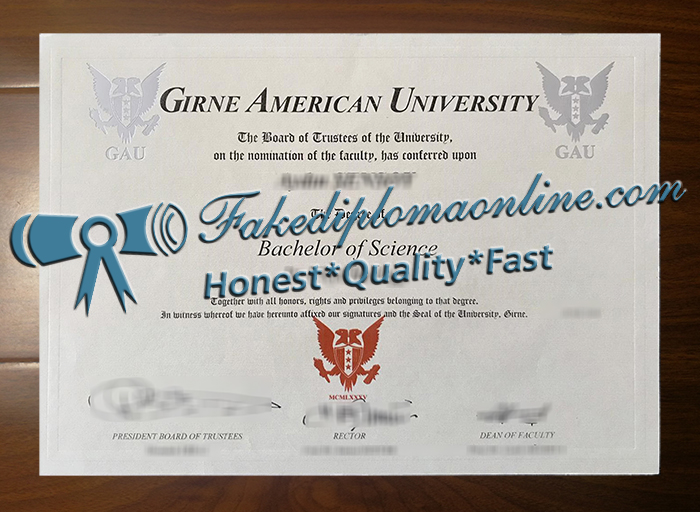 GIRNE AMERICAN UNIVERSITY
GAU
GAU
The Board of Trustees of the University,
on the nomination of the faculty, has conferred upon
The Degree of
Fakediplomaonline.com
Bachelor of Science
Honest*Quality*Fast
Together with all honors, rights and privileges belonging to that degree.
In witness whereof we have hereunto affixed our signatures and the Seal of the University, Girne.
MCMLXXXV
PRESIDENT BOARD OF TRUSTEES
RECTOR
DEAN OF FACULTY